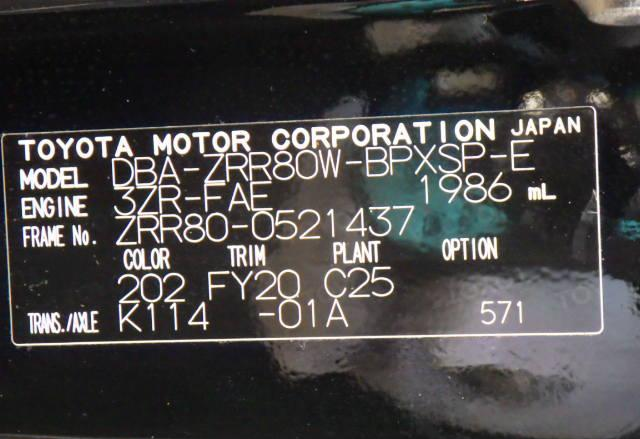 TOYOTA MOTOR CORPORATION JAPAN
MODEL DBA-ZRR80W-BPXSP-E
ENGINE 3ZR-FAE 1986 mL
FRAME No. ZRR80-0521437
COLOR TRIM PLANT OPTION
202 FY20 C25
TRANS./AXLE K114 -01A 571